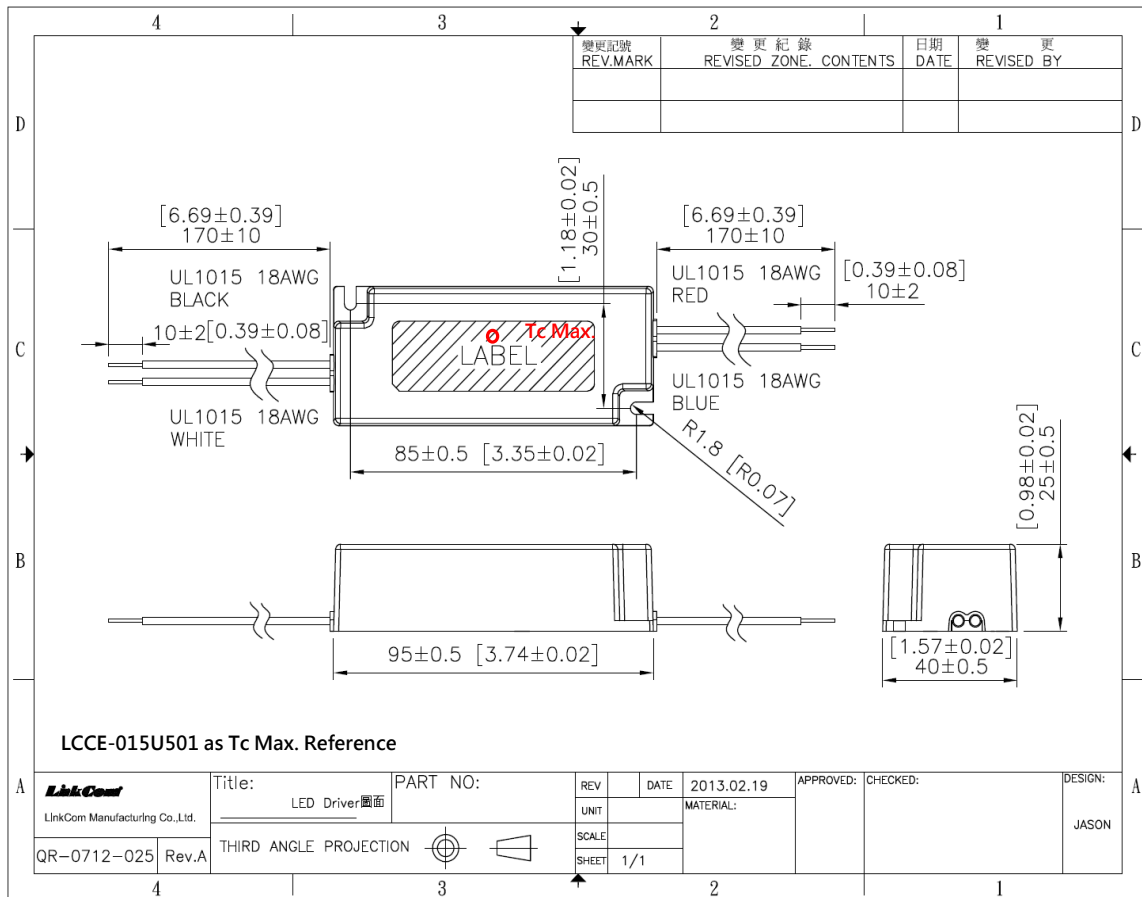 4 3 2 1
變更記號 變 更 紀 錄 日期 變 更
REV.MARK REVISED ZONE. CONTENTS DATE REVISED BY
D D
[6.69±0.39]
170±10
[1.18±0.02]
30±0.5
[6.69±0.39]
170±10
UL1015 18AWG
BLACK
UL1015 18AWG
RED
[0.39±0.08]
10±2
10±2[0.39±0.08]
Tc Max.
LABEL
C C
UL1015 18AWG
WHITE
UL1015 18AWG
BLUE
85±0.5 [3.35±0.02]
R1.8 [R0.07]
[0.98±0.02]
25±0.5
B B
95±0.5 [3.74±0.02]
[1.57±0.02]
40±0.5
LCCE-015U501 as Tc Max. Reference
A A
LinkCom
LInkCom Manufacturing Co.,Ltd.
QR-0712-025 Rev.A
Title:
LED Driver圖面
PART NO:
THIRD ANGLE PROJECTION
REV DATE 2013.02.19
UNIT MATERIAL:
SCALE
SHEET 1/1
APPROVED: CHECKED:
DESIGN:
JASON
4 3 2 1